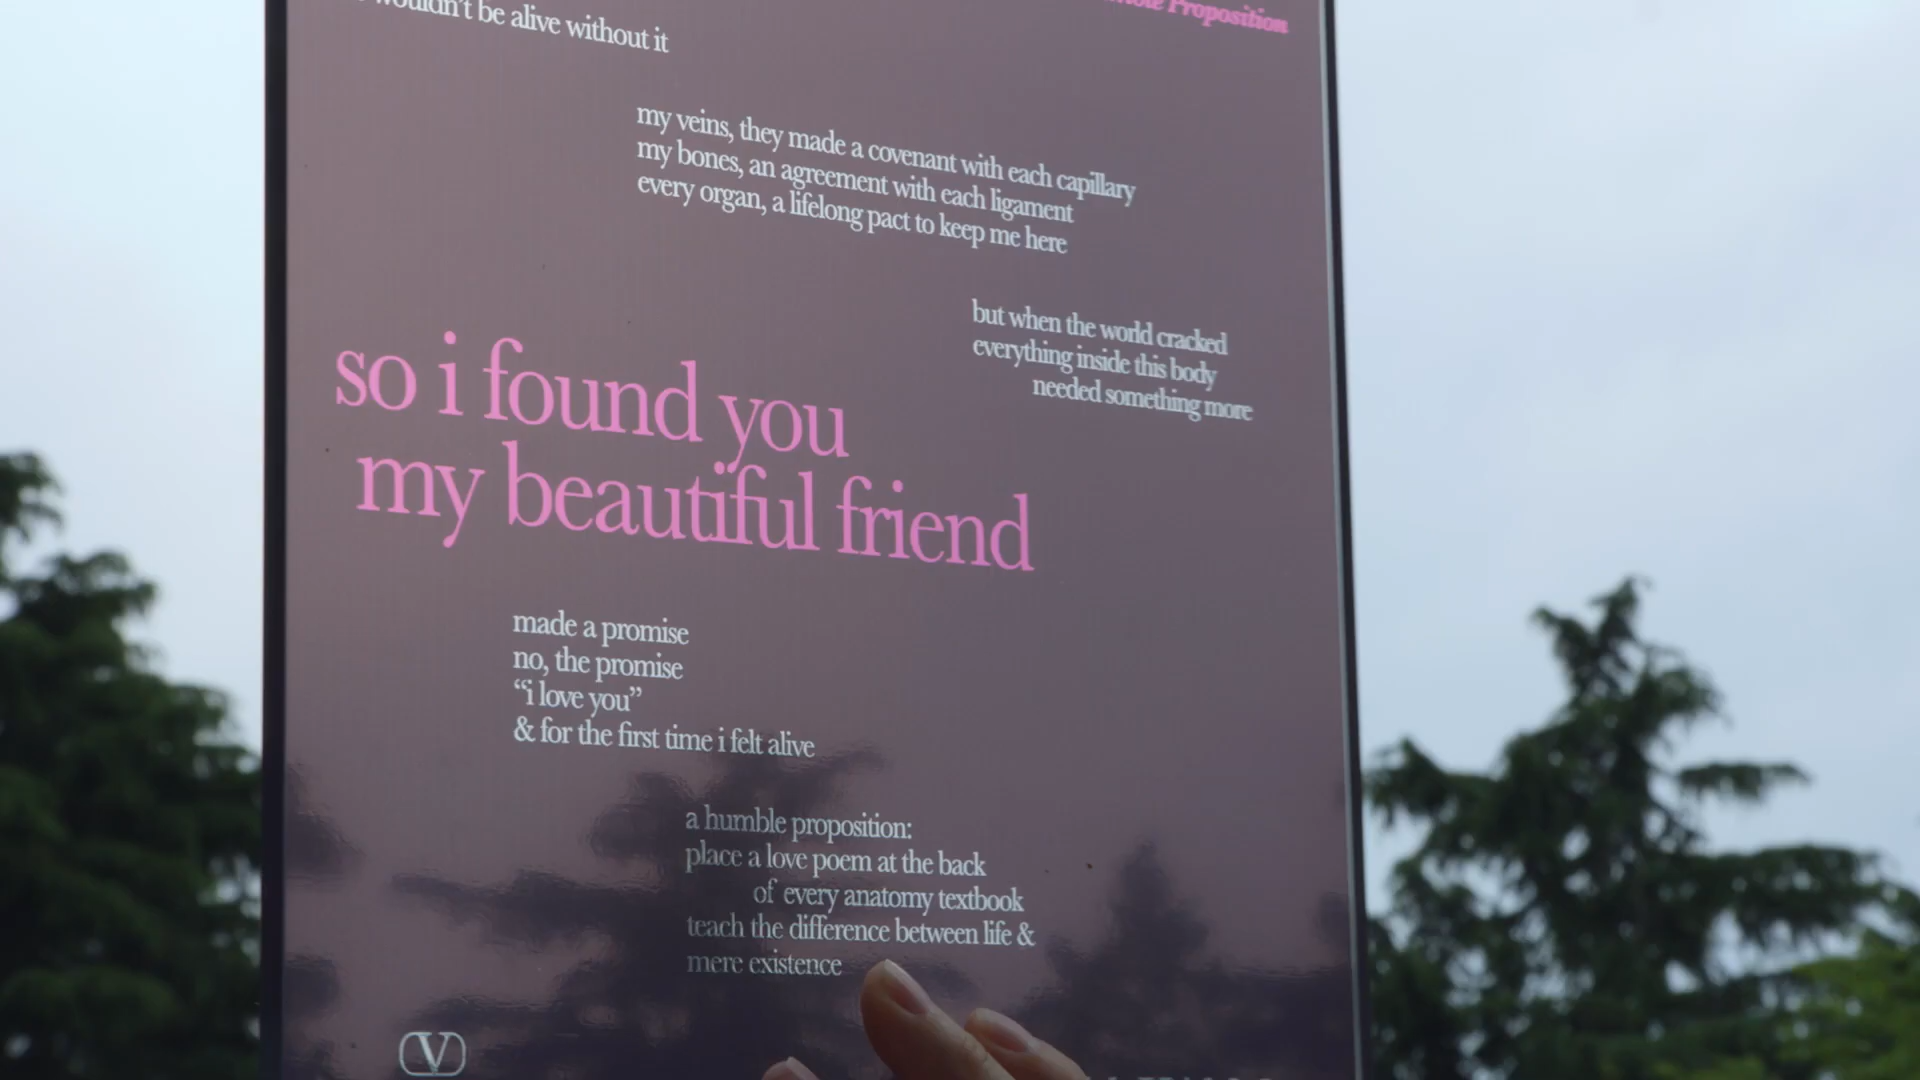 wouldn't be alive without it
Proposition
my veins, they made a covenant with each capillary
my bones, an agreement with each ligament
every organ, a lifelong pact to keep me here
but when the world cracked
everything inside this body
needed something more
so i found you
my beautiful friend
made a promise
no, the promise
“i love you”
& for the first time i felt alive
a humble proposition:
place a love poem at the back
of every anatomy textbook
teach the difference between life &
mere existence
V